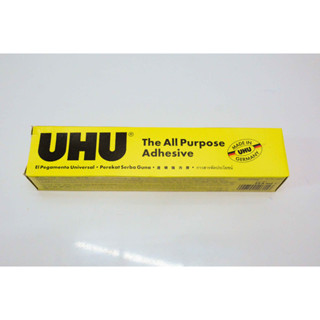 UHU®
The All Purpose
Adhesive
MADE IN
UHU
GERMANY
El Pegamento Universal • Perekat Serba Guna •